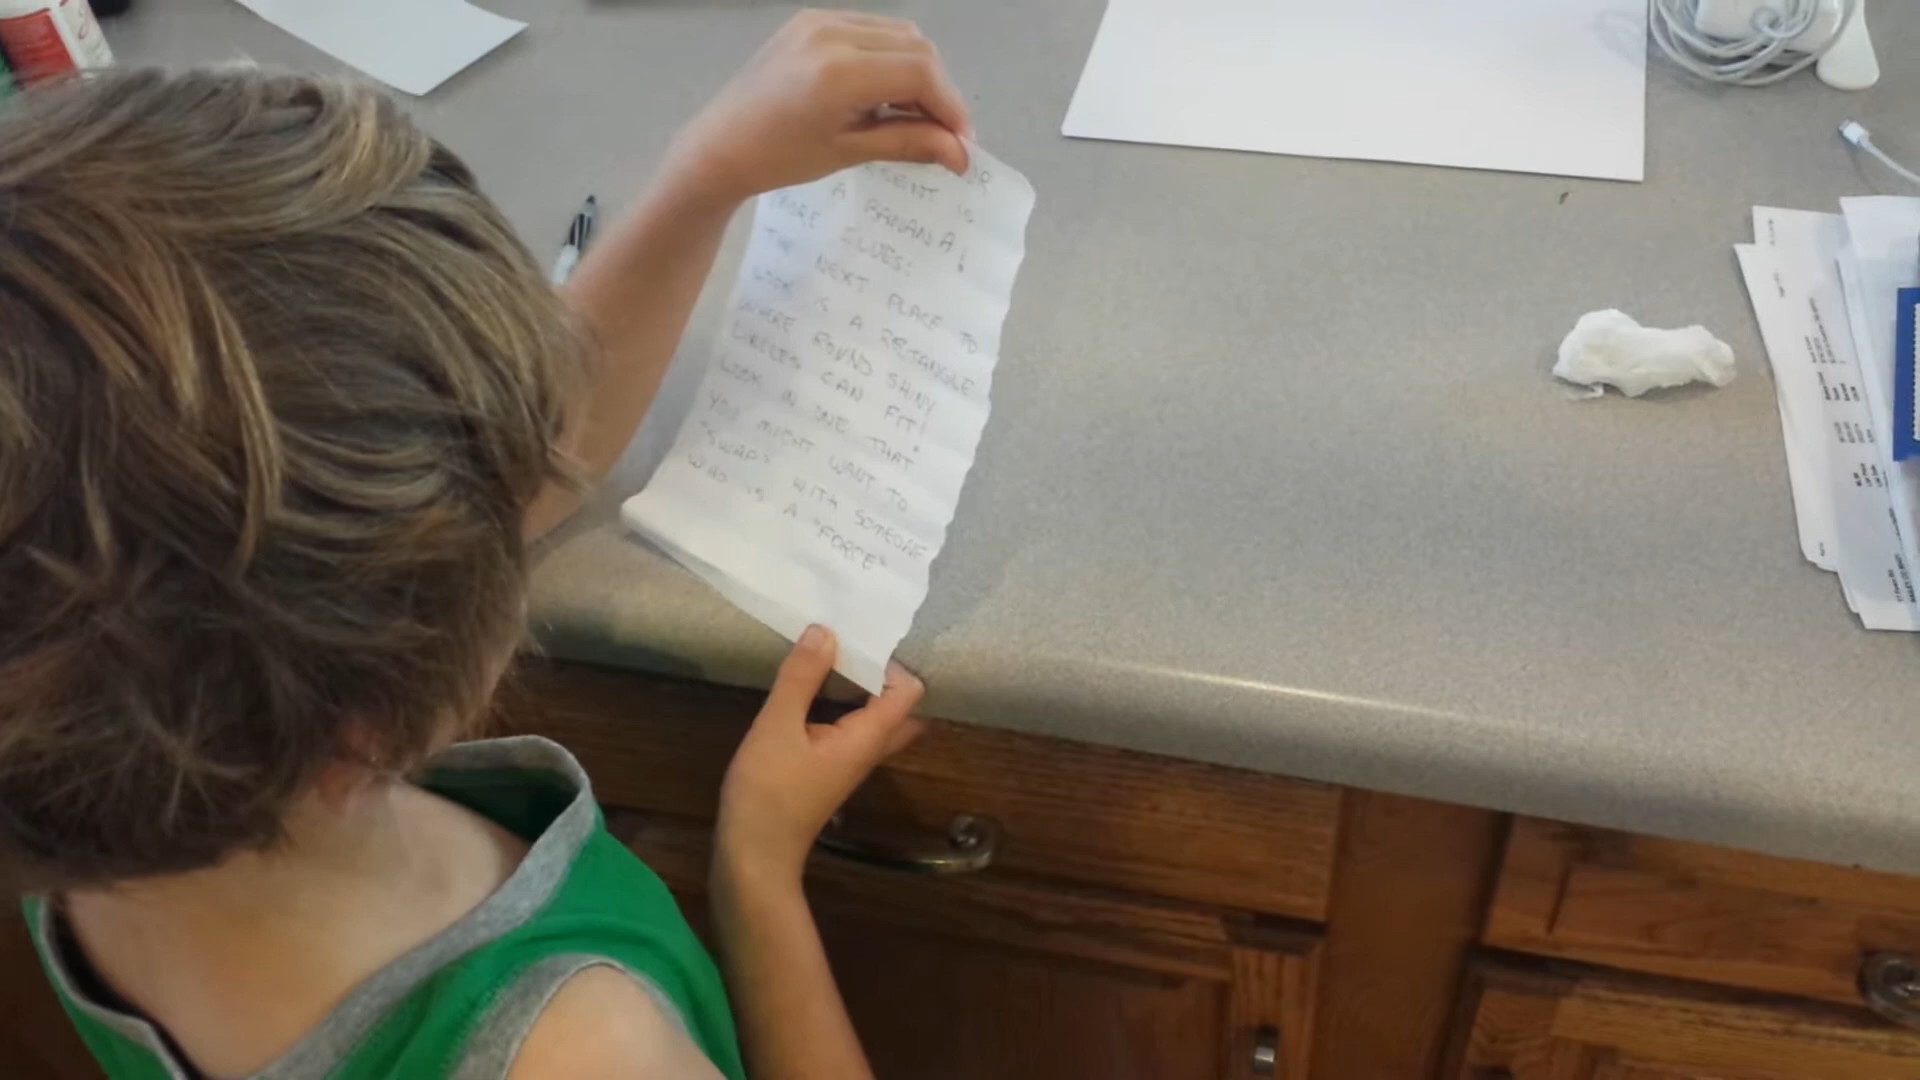 IS
A BANANA!
MORE CLUES:
THE NEXT PLACE TO
LOOK IS A RECTANGLE
WHERE ROUND SHINY
CIRCLES CAN FIT!
LOOK IN ONE THAT
YOU MIGHT WANT TO
"SWAP" WITH SOMEONE
WHO IS A "FORCE"